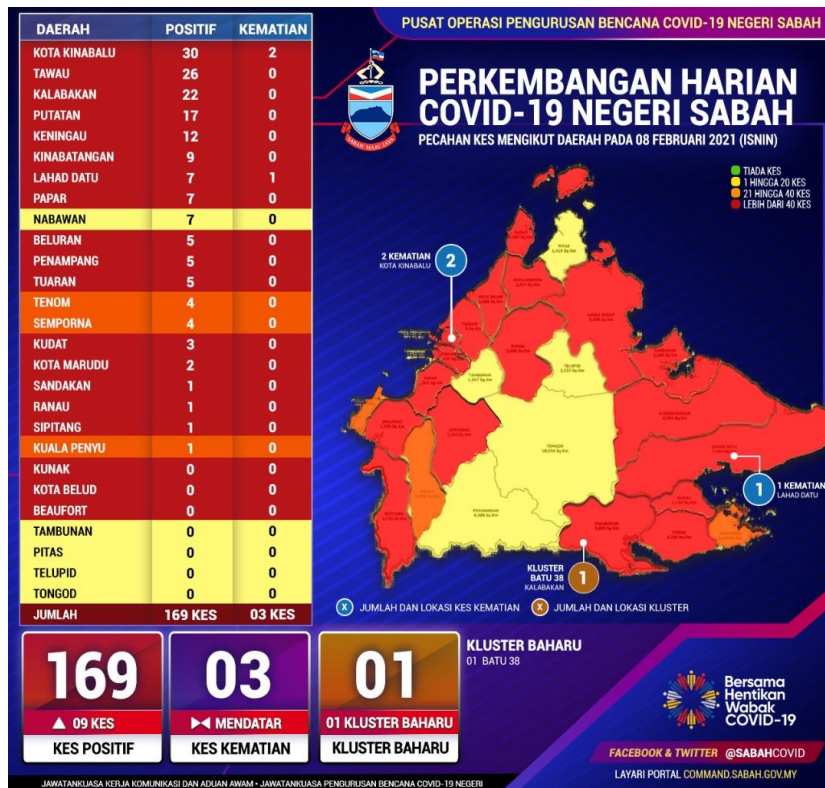 PUSAT OPERASI PENGURUSAN BENCANA COVID-19 NEGERI SABAH
PERKEMBANGAN HARIAN
COVID-19 NEGERI SABAH
PECAHAN KES MENGIKUT DAERAH PADA 08 FEBRUARI 2021 (ISNIN)
SABAH MAJU JAYA
DAERAH POSITIF KEMATIAN
KOTA KINABALU 30 2
TAWAU 26 0
KALABAKAN 22 0
PUTATAN 17 0
KENINGAU 12 0
KINABATANGAN 9 0
LAHAD DATU 7 1
PAPAR 7 0
NABAWAN 7 0
BELURAN 5 0
PENAMPANG 5 0
TUARAN 5 0
TENOM 4 0
SEMPORNA 4 0
KUDAT 3 0
KOTA MARUDU 2 0
SANDAKAN 1 0
RANAU 1 0
SIPITANG 1 0
KUALA PENYU 1 0
KUNAK 0 0
KOTA BELUD 0 0
BEAUFORT 0 0
TAMBUNAN 0 0
PITAS 0 0
TELUPID 0 0
TONGOD 0 0
JUMLAH 169 KES 03 KES
TIADA KES
1 HINGGA 20 KES
21 HINGGA 40 KES
LEBIH DARI 40 KES
2 KEMATIAN
KOTA KINABALU
2
PITAS
TELUPID
TAMBUNAN
TONGOD
1
1 KEMATIAN
LAHAD DATU
KLUSTER
BATU 38
KALABAKAN
1
X JUMLAH DAN LOKASI KES KEMATIAN
X JUMLAH DAN LOKASI KLUSTER
169
09 KES
KES POSITIF
03
MENDATAR
KES KEMATIAN
01
01 KLUSTER BAHARU
KLUSTER BAHARU
KLUSTER BAHARU
01 BATU 38
Bersama
Hentikan
Wabak
COVID-19
FACEBOOK & TWITTER @SABAHCOVID
LAYARI PORTAL COMMAND.SABAH.GOV.MY
JAWATANKUASA KERJA KOMUNIKASI DAN ADUAN AWAM • JAWATANKUASA PENGURUSAN BENCANA COVID-19 NEGERI